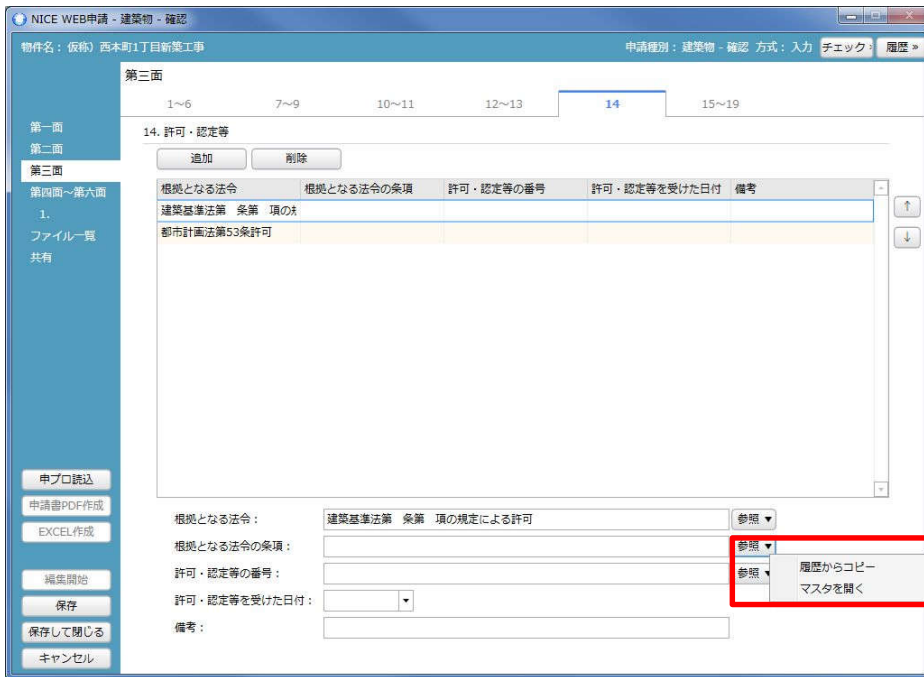 NICE WEB申請 - 建築物 - 確認
物件名：仮称）西本町1丁目新築工事 申請種別：建築物 - 確認 方式：入力 チェック 履歴 »
第三面
1～6 7～9 10～11 12～13 14 15～19
第一面
第二面
第三面
第四面～第六面
1.
ファイル一覧
共有
14. 許可・認定等
追加 削除
根拠となる法令 根拠となる法令の条項 許可・認定等の番号 許可・認定等を受けた日付 備考
建築基準法第　条第　項の
都市計画法第53条許可
↑
↓
申プロ読込
申請書PDF作成
EXCEL作成
編集開始
保存
保存して閉じる
キャンセル
根拠となる法令： 建築基準法第　条第　項の規定による許可 参照 ▼
根拠となる法令の条項： 参照 ▼
許可・認定等の番号： 参照
許可・認定等を受けた日付：
備考：
履歴からコピー
マスタを開く